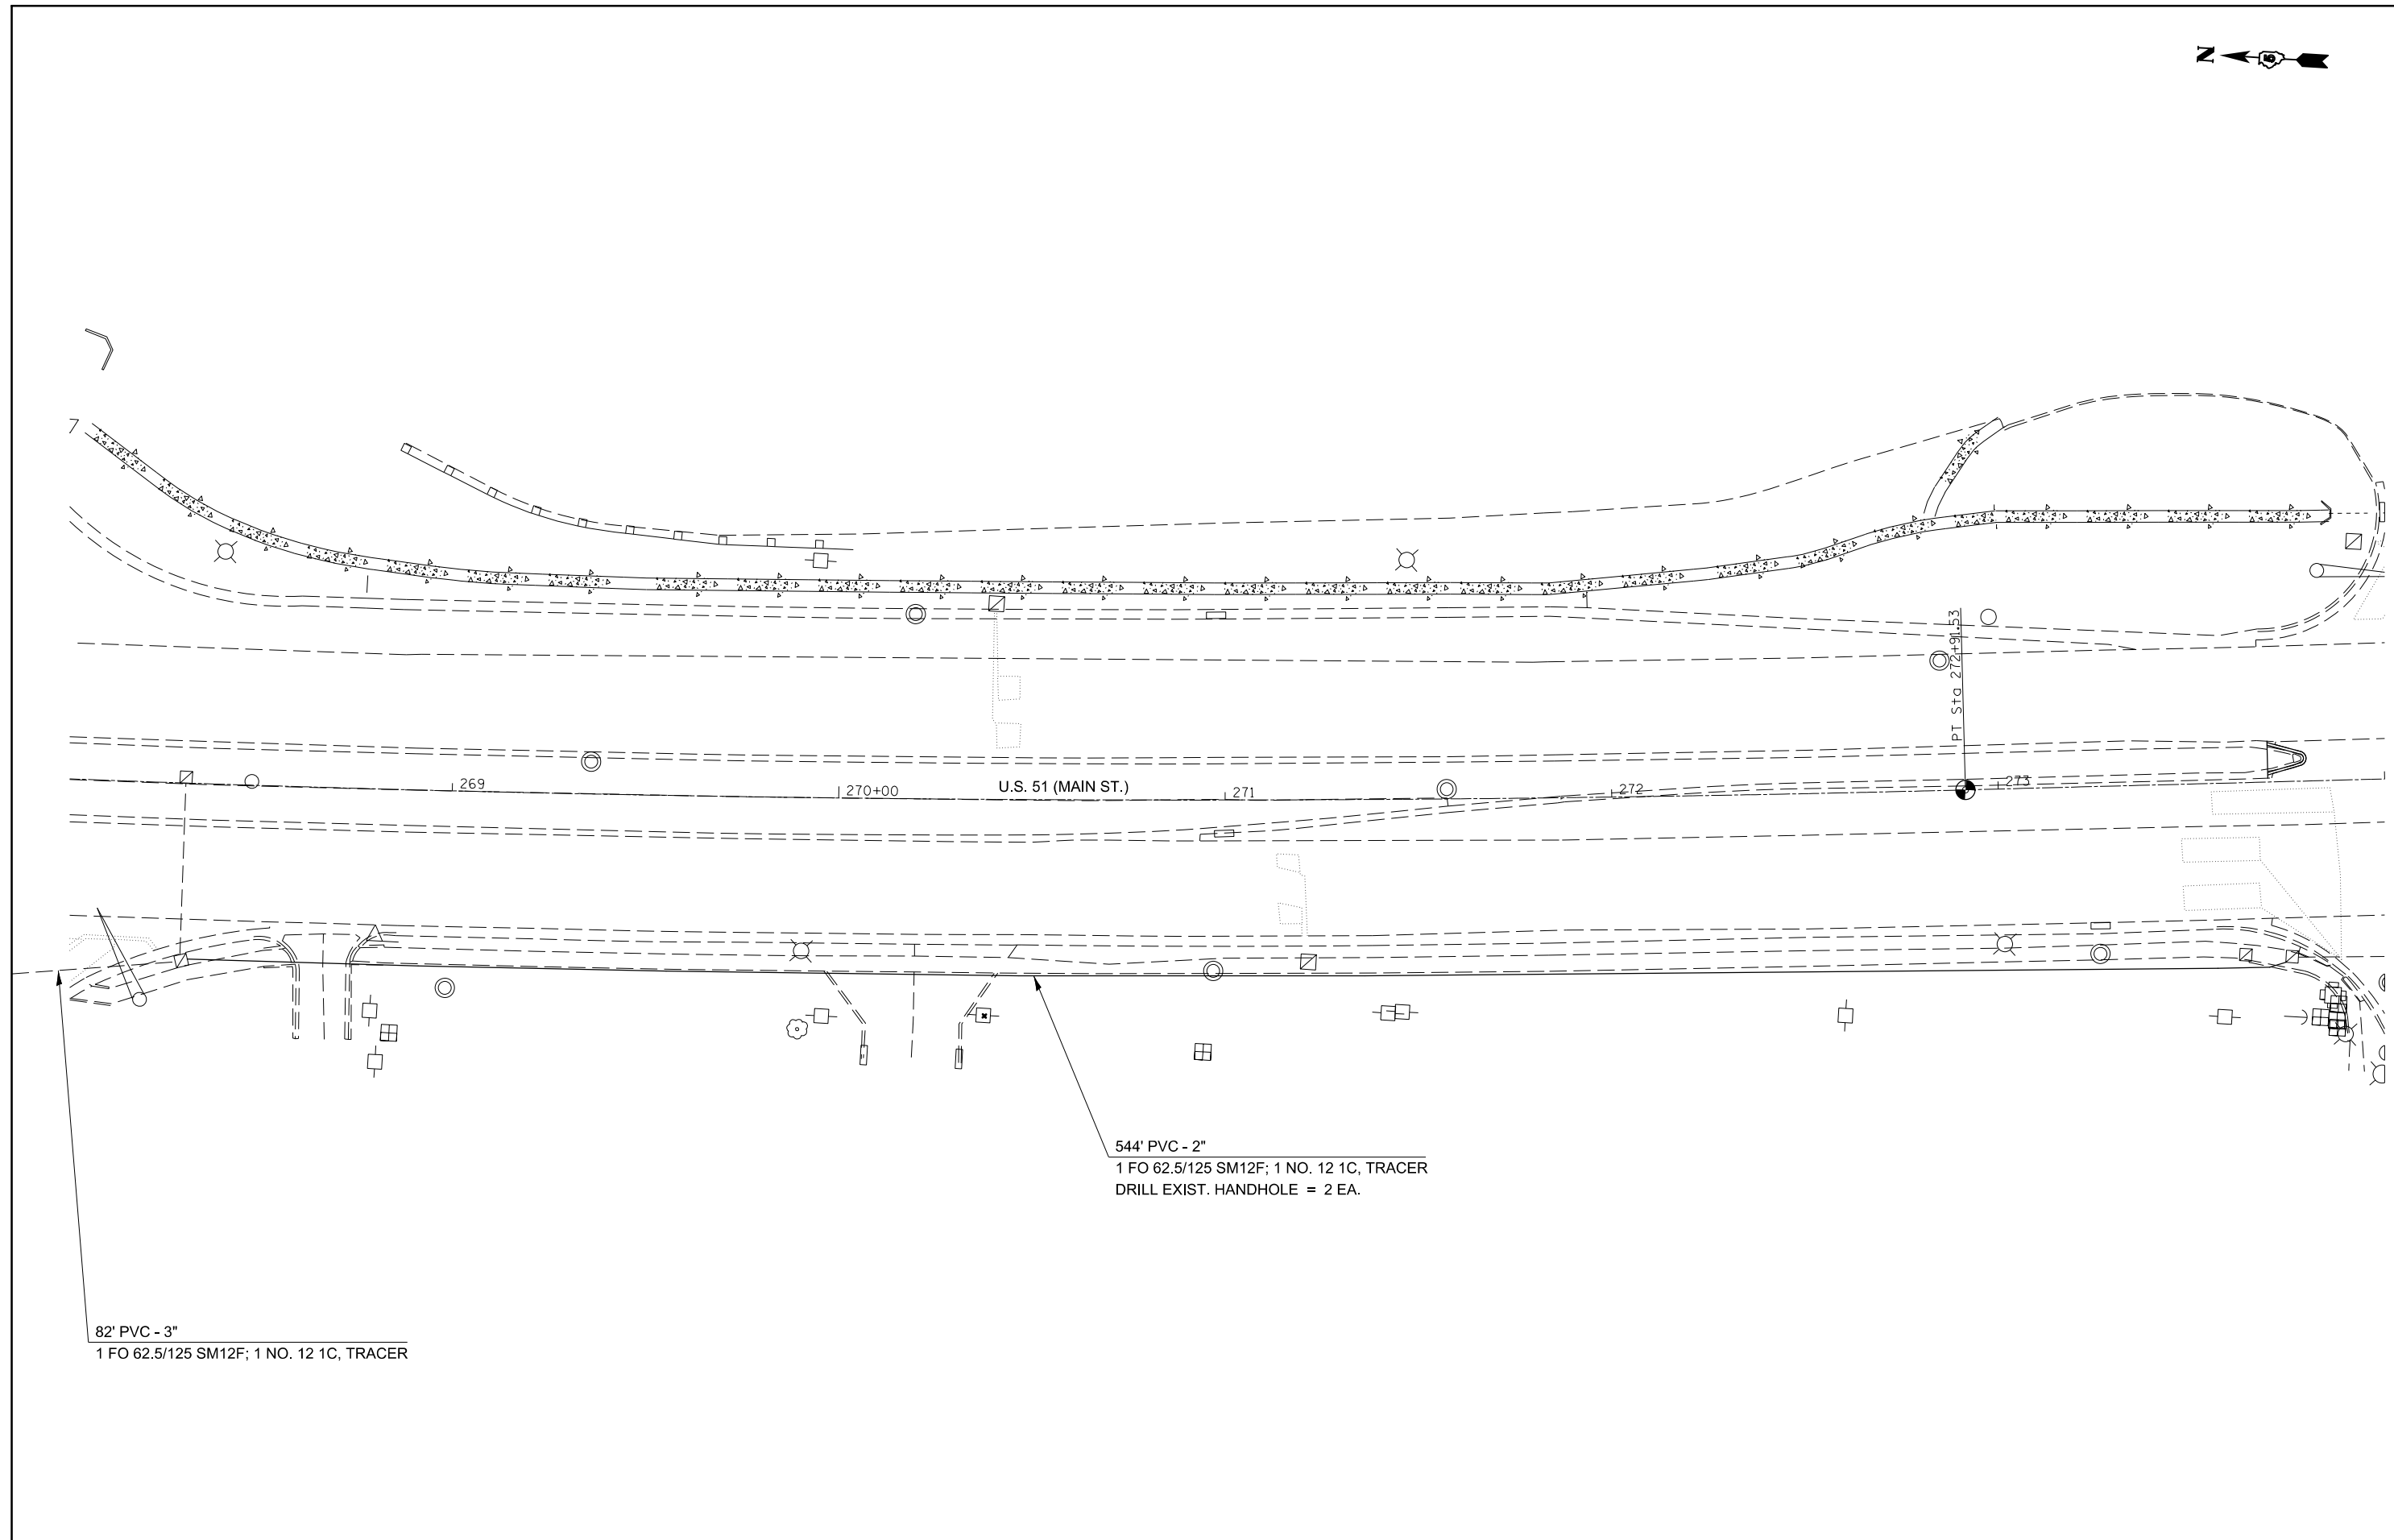 N
7
PT Sta 272+91.53
269
270+00
U.S. 51 (MAIN ST.)
271
272
273
544' PVC - 2"
1 FO 62.5/125 SM12F; 1 NO. 12 1C, TRACER
DRILL EXIST. HANDHOLE = 2 EA.
82' PVC - 3"
1 FO 62.5/125 SM12F; 1 NO. 12 1C, TRACER